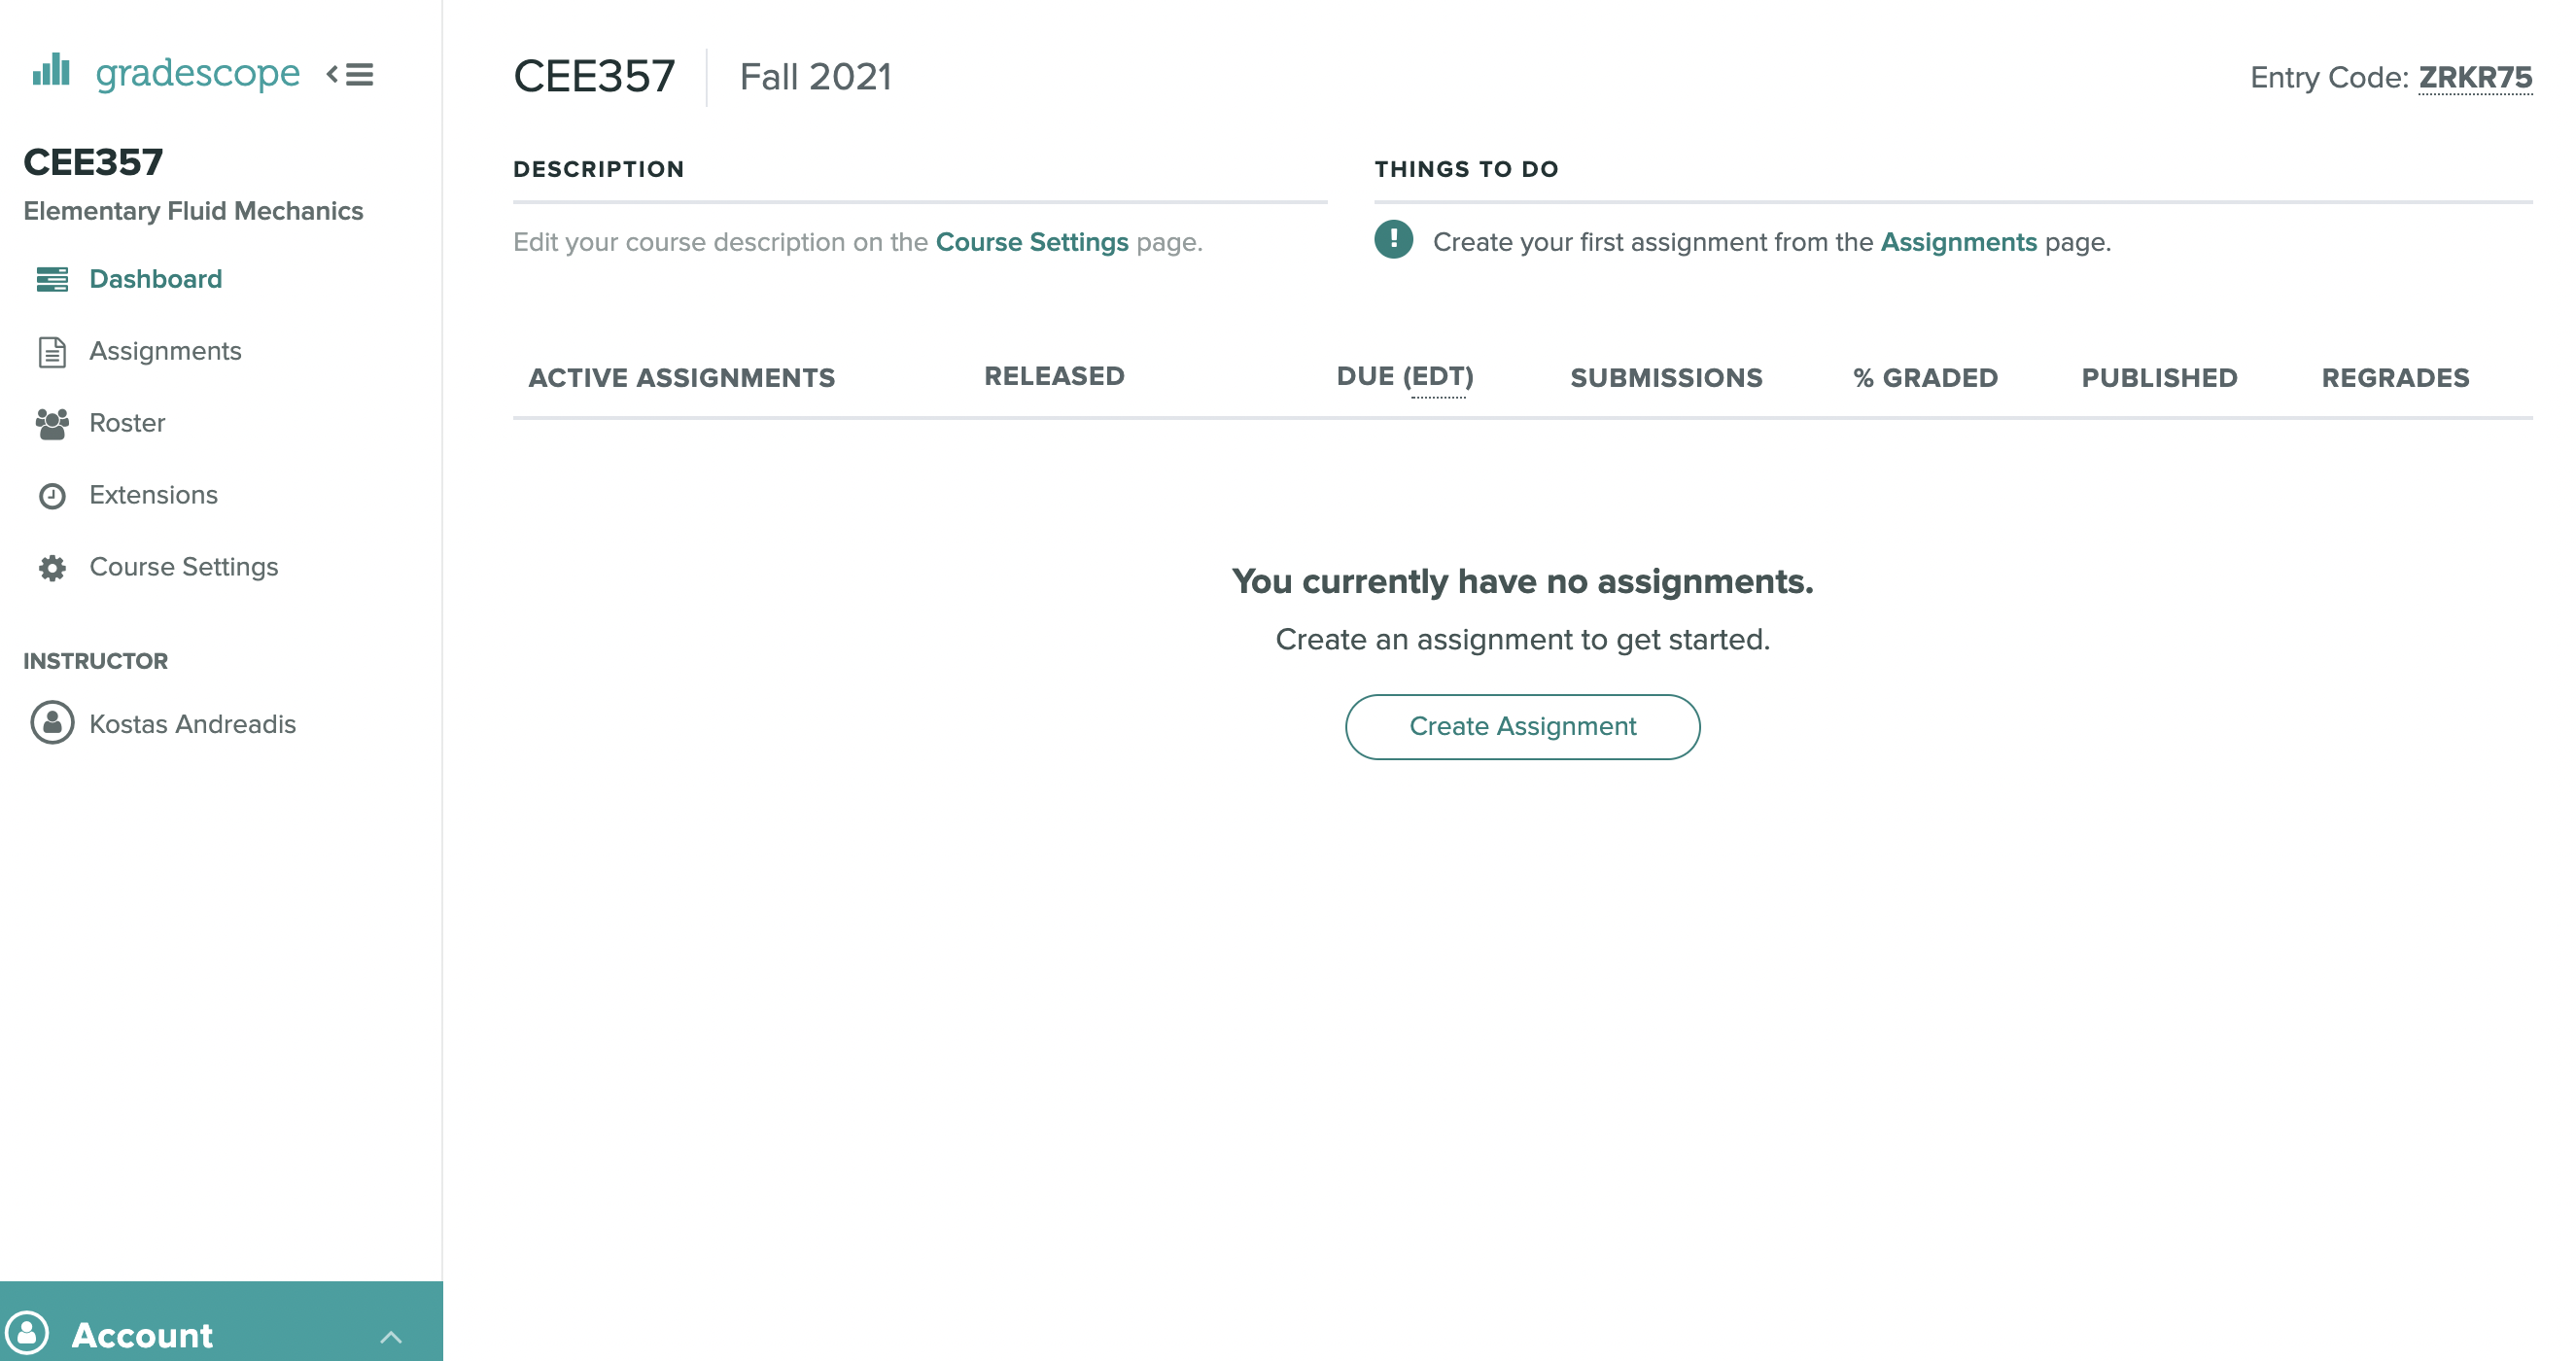 gradescope
CEE357
Elementary Fluid Mechanics
Dashboard
Assignments
Roster
Extensions
Course Settings
INSTRUCTOR
Kostas Andreadis
Account
CEE357 Fall 2021
Entry Code: ZRKR75
DESCRIPTION
Edit your course description on the Course Settings page.
THINGS TO DO
! Create your first assignment from the Assignments page.
ACTIVE ASSIGNMENTS RELEASED DUE (EDT) SUBMISSIONS % GRADED PUBLISHED REGRADES
You currently have no assignments.
Create an assignment to get started.
Create Assignment